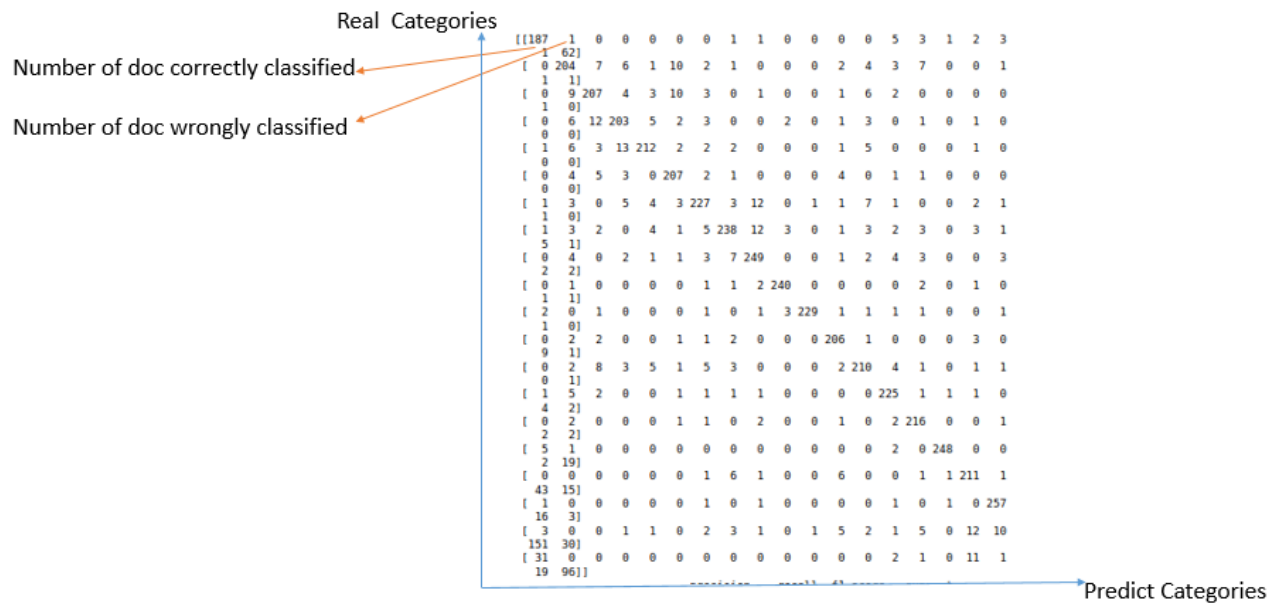 Real Categories
[[187 1 0 0 0 0 0 1 1 0 0 0 0 5 3 1 2 3
1 62]
Number of doc correctly classified
[ 0 204 7 6 1 10 2 1 0 0 0 2 4 3 7 0 0 1
1 1]
[ 0 9 207 4 3 10 3 0 1 0 0 1 6 2 0 0 0 0
1 0]
Number of doc wrongly classified
[ 0 6 12 203 5 2 3 0 0 2 0 1 3 0 1 0 1 0
0 0]
[ 1 6 3 13 212 2 2 2 0 0 0 1 5 0 0 0 1 0
0 0]
[ 0 4 5 3 0 207 2 1 0 0 0 4 0 1 1 0 0 0
0 0]
[ 1 3 0 5 4 3 227 3 12 0 1 1 7 1 0 0 2 1
1 0]
[ 1 3 2 0 4 1 5 238 12 3 0 1 3 2 3 0 3 1
5 1]
[ 0 4 0 2 1 1 3 7 249 0 0 1 2 4 3 0 0 3
2 2]
[ 0 1 0 0 0 0 1 1 2 240 0 0 0 0 2 0 1 0
1 1]
[ 2 0 1 0 0 0 1 0 1 3 229 1 1 1 1 0 0 1
1 0]
[ 0 2 2 0 0 1 1 2 0 0 0 206 1 0 0 0 3 0
9 1]
[ 0 2 8 3 5 1 5 3 0 0 0 2 210 4 1 0 1 1
0 1]
[ 1 5 2 0 0 1 1 1 1 0 0 0 0 225 1 1 1 0
4 2]
[ 0 2 0 0 0 1 1 0 2 0 0 1 0 2 216 0 0 1
2 2]
[ 5 1 0 0 0 0 0 0 0 0 0 0 0 2 0 248 0 0
2 19]
[ 0 0 0 0 0 0 1 6 1 0 0 6 0 0 1 1 211 1
43 15]
[ 1 0 0 0 0 0 1 0 1 0 0 0 0 1 0 1 0 257
16 3]
[ 3 0 0 1 1 0 2 3 1 0 1 5 2 1 5 0 12 10
151 30]
[ 31 0 0 0 0 0 0 0 0 0 0 0 0 2 1 0 11 1
19 96]]
Predict Categories